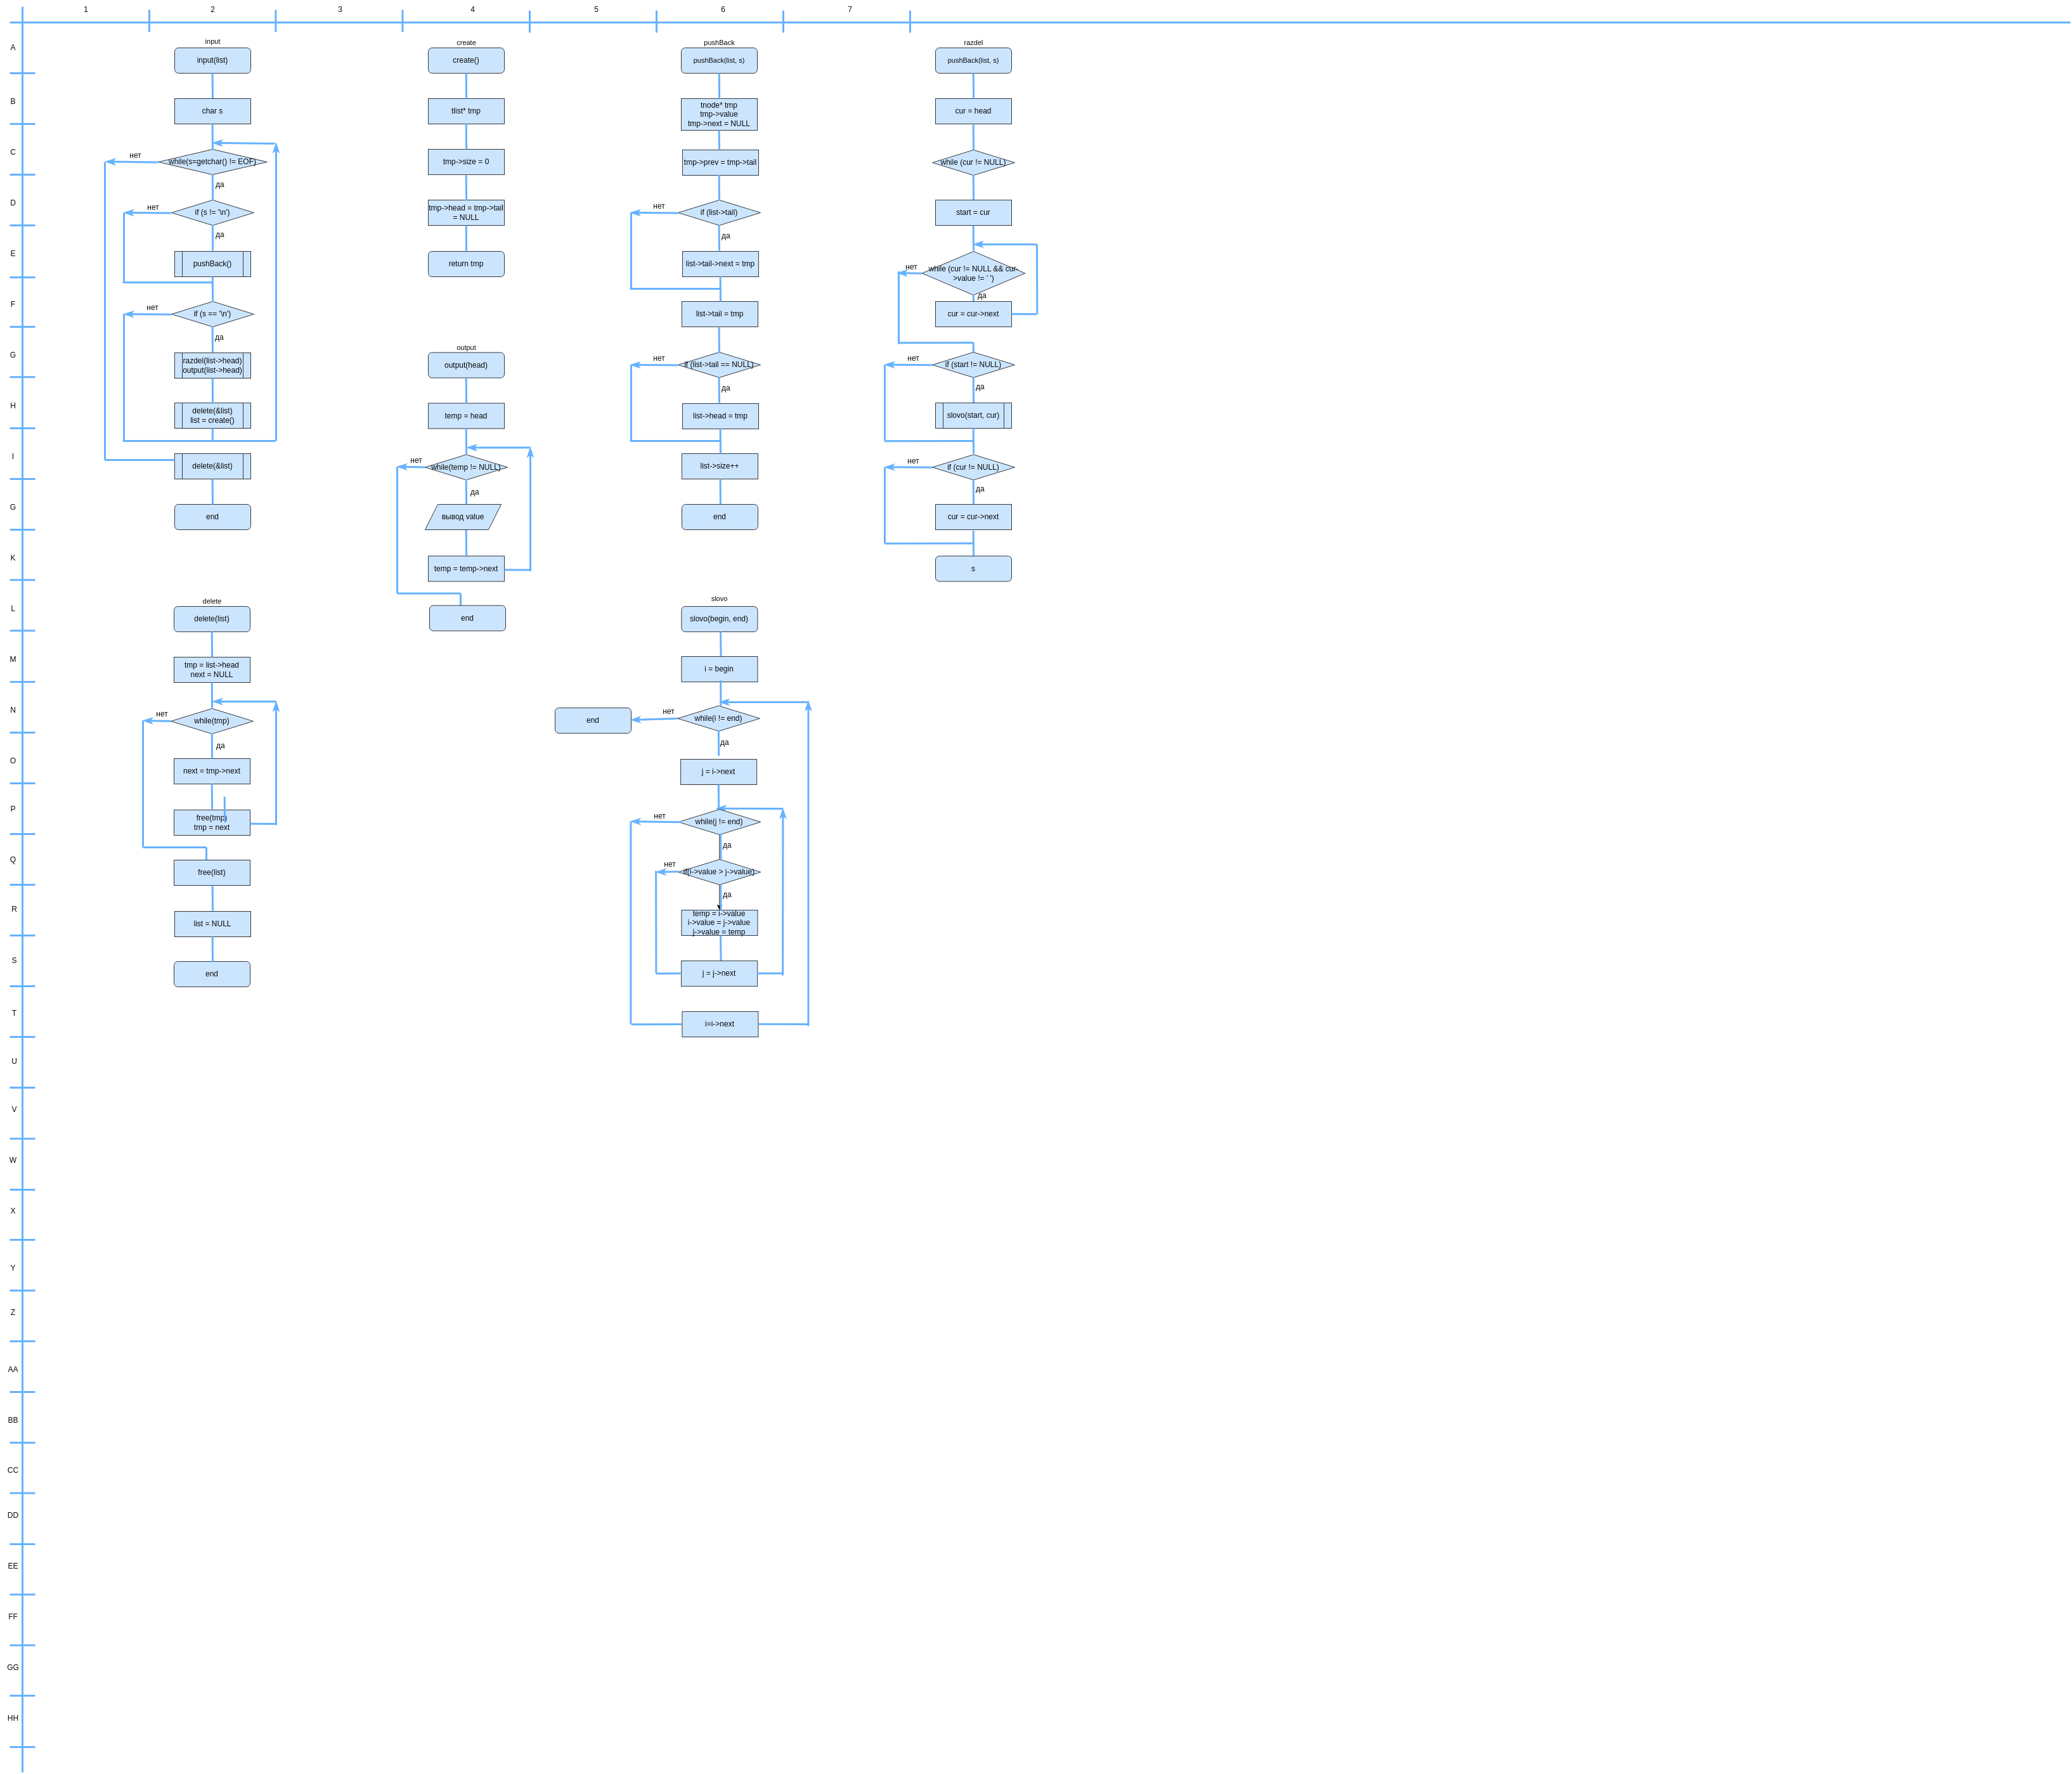 1
2
3
4
5
6
7
A
B
C
D
E
F
G
H
I
G
K
L
M
N
O
P
Q
R
S
T
U
V
W
X
Y
Z
AA
BB
CC
DD
EE
FF
GG
HH
input
input(list)
char s
while(s=getchar() != EOF)
нет
да
if (s != '\n')
нет
да
pushBack()
if (s == '\n')
нет
да
razdel(list->head)
output(list->head)
delete(&list)
list = create()
delete(&list)
end
delete
delete(list)
tmp = list->head
next = NULL
while(tmp)
нет
да
next = tmp->next
free(tmp)
tmp = next
free(list)
list = NULL
end
create
create()
tlist* tmp
tmp->size = 0
tmp->head = tmp->tail
= NULL
return tmp
output
output(head)
temp = head
while(temp != NULL)
нет
да
вывод value
temp = temp->next
end
pushBack
pushBack(list, s)
tnode* tmp
tmp->value
tmp->next = NULL
tmp->prev = tmp->tail
if (list->tail)
нет
да
list->tail->next = tmp
list->tail = tmp
if (list->tail == NULL)
нет
да
list->head = tmp
list->size++
end
slovo
slovo(begin, end)
i = begin
while(i != end)
нет
end
да
j = i->next
while(j != end)
нет
да
if(i->value > j->value)
нет
да
temp = i->value
i->value = j->value
j->value = temp
j = j->next
i=i->next
razdel
pushBack(list, s)
cur = head
while (cur != NULL)
start = cur
while (cur != NULL && cur-
>value != ' ')
нет
да
cur = cur->next
if (start != NULL)
нет
да
slovo(start, cur)
if (cur != NULL)
нет
да
cur = cur->next
s